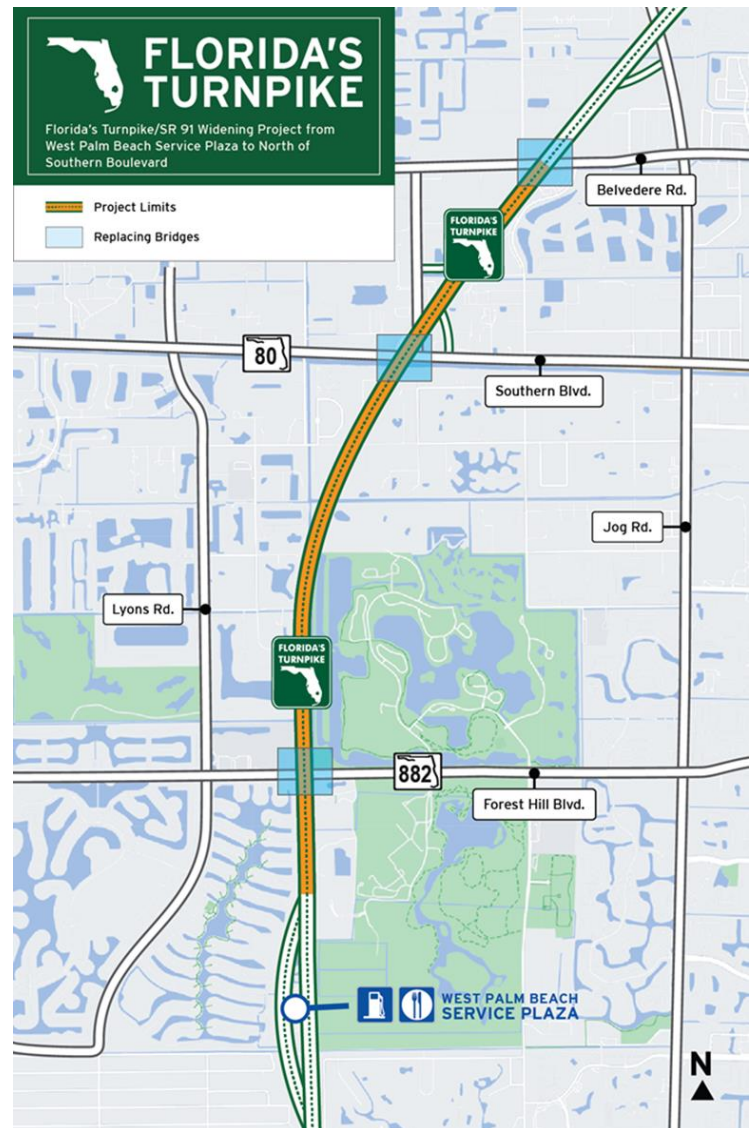 FLORIDA'S
TURNPIKE
Florida's Turnpike/SR 91 Widening Project from
West Palm Beach Service Plaza to North of
Southern Boulevard
Project Limits
Replacing Bridges
Belvedere Rd.
FLORIDA'S
TURNPIKE
80
Southern Blvd.
Jog Rd.
Lyons Rd.
FLORIDA'S
TURNPIKE
882
Forest Hill Blvd.
WEST PALM BEACH
SERVICE PLAZA
N